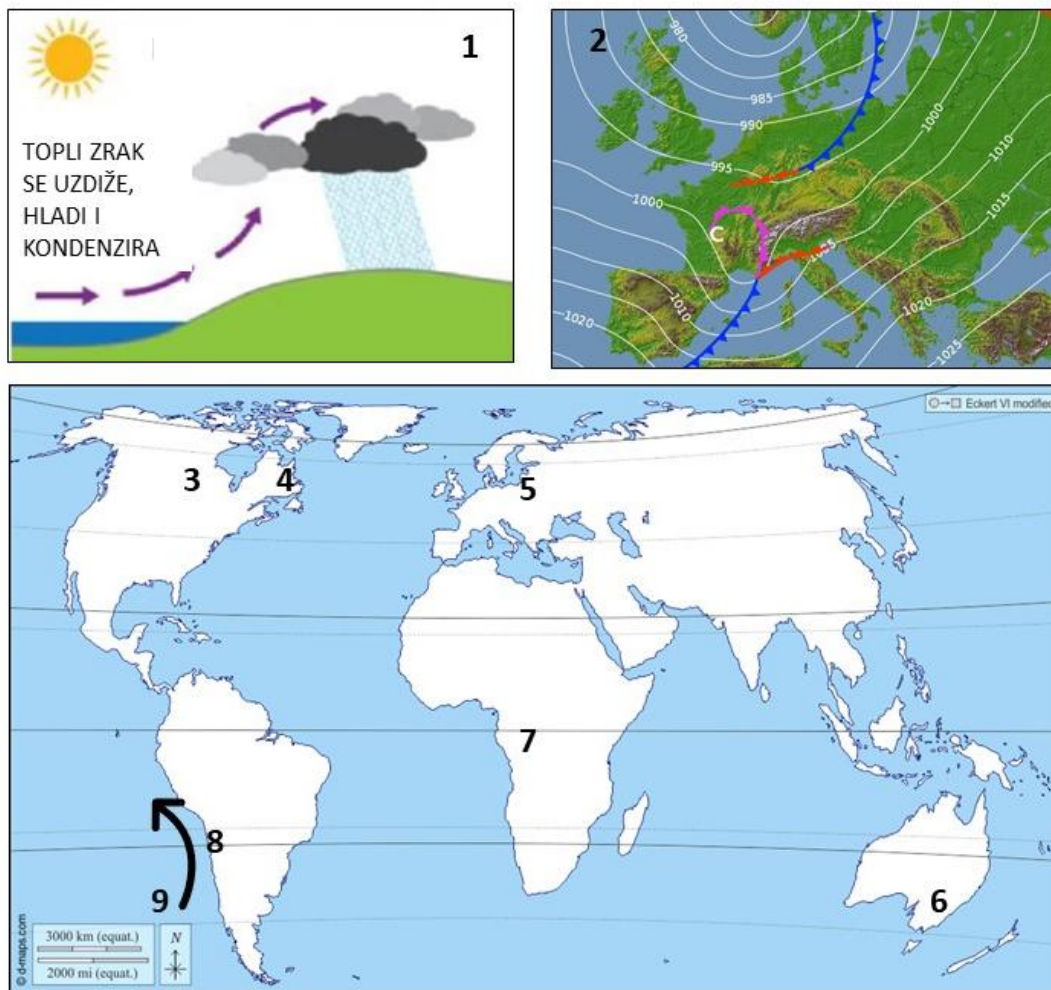 1
TOPLI ZRAK
SE UZDIŽE,
HLADI I
KONDENZIRA
2
980
985
990
995
1000
1000
1005
1010
1010
1015
1020
1020
1025
C
Eckert VI modified
3
4
5
7
8
9
6
3000 km (equat.)
2000 mi (equat.)
N
© d-maps.com